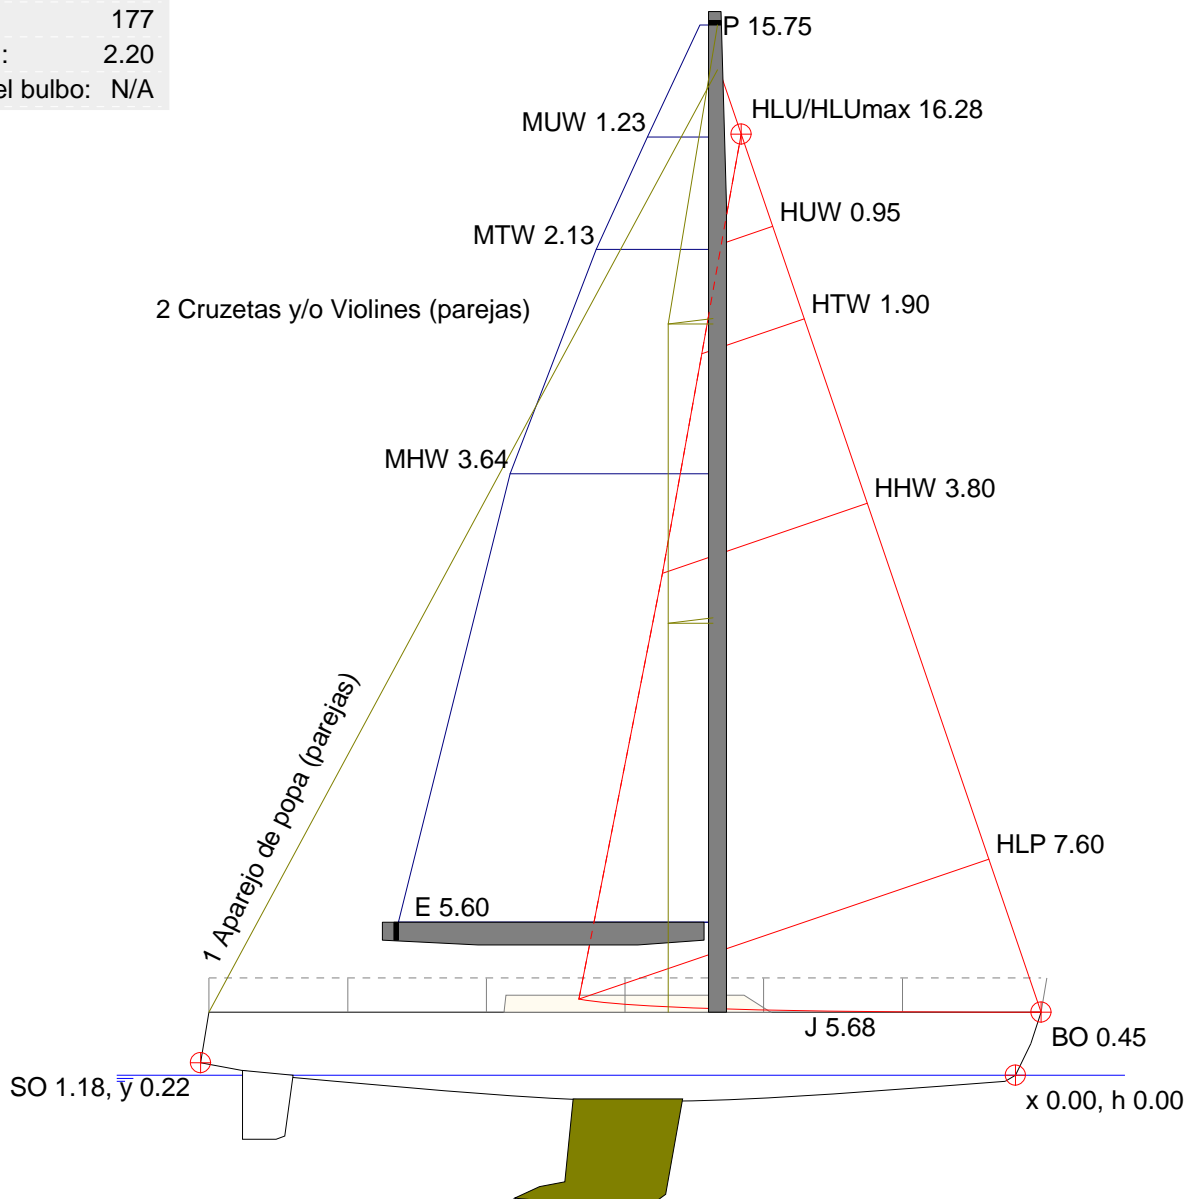 177
: 2.20
el bulbo: N/A
P 15.75
HLU/HLUmax 16.28
MUW 1.23
HUW 0.95
MTW 2.13
HTW 1.90
2 Cruzetas y/o Violines (parejas)
MHW 3.64
HHW 3.80
1 Aparejo de popa (parejas)
HLP 7.60
E 5.60
J 5.68
BO 0.45
SO 1.18, y 0.22
x 0.00, h 0.00